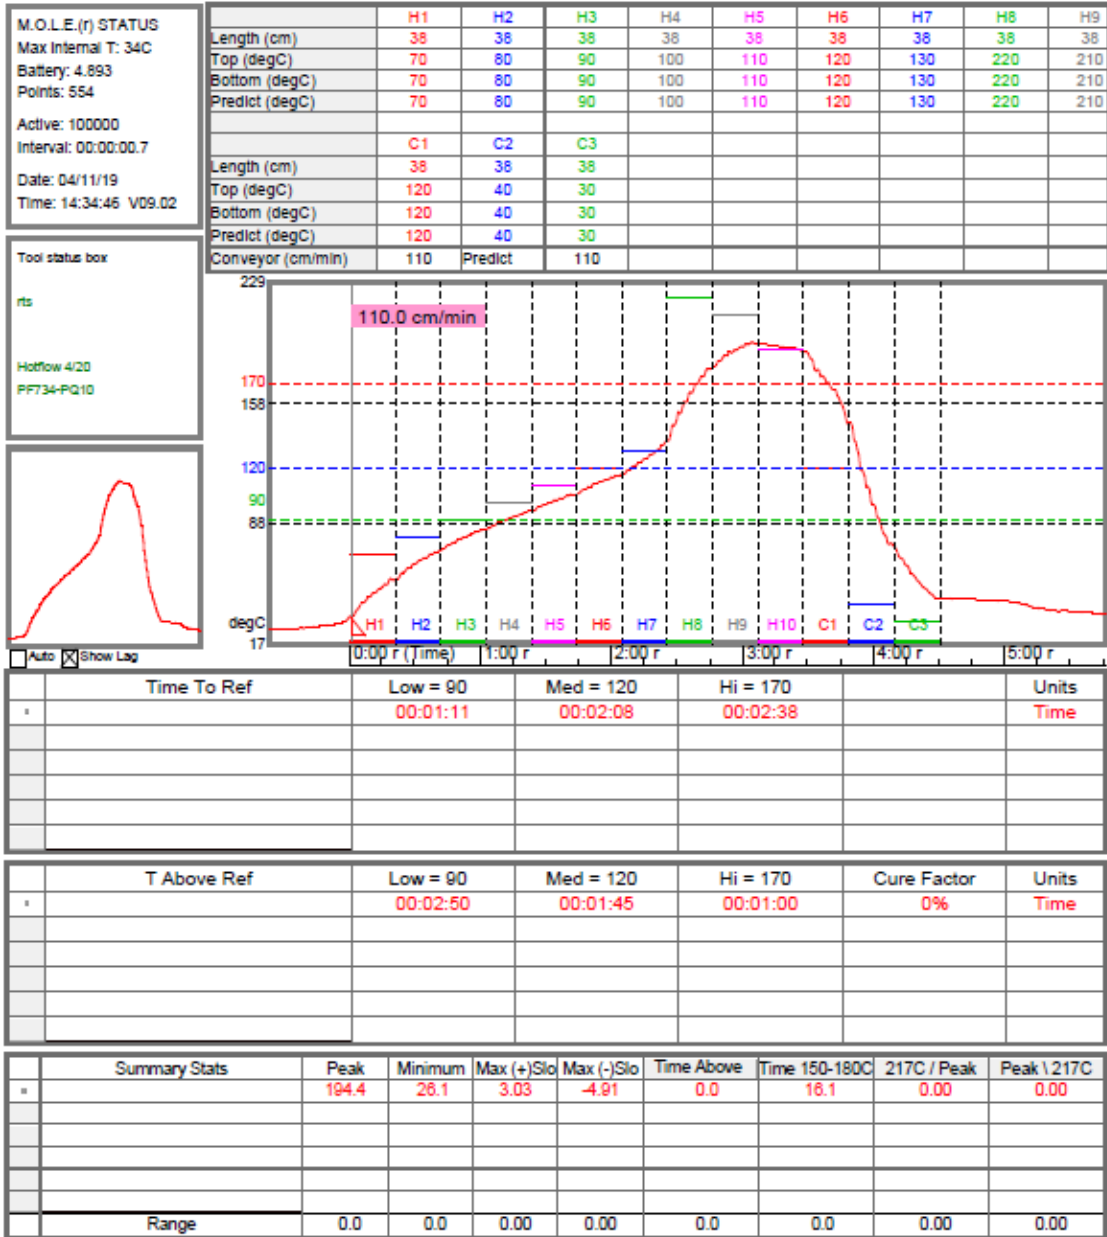 M.O.L.E.(r) STATUS
Max Internal T: 34C
Battery: 4.893
Points: 554
Active: 100000
Interval: 00:00:00.7
Date: 04/11/19
Time: 14:34:46 V09.02
H1 H2 H3 H4 H5 H6 H7 H8 H9
Length (cm) 38 38 38 38 38 38 38 38 38
Top (degC) 70 80 90 100 110 120 130 220 210
Bottom (degC) 70 80 90 100 110 120 130 220 210
Predict (degC) 70 80 90 100 110 120 130 220 210
C1 C2 C3
Length (cm) 38 38 38
Top (degC) 120 40 30
Bottom (degC) 120 40 30
Predict (degC) 120 40 30
Conveyor (cm/min) 110 Predict 110
Tool status box
rts
Hotflow 4/20
PF734-PQ10
229
110.0 cm/min
170
158
120
90
88
degC H1 H2 H3 H4 H5 H6 H7 H8 H9 H10 C1 C2 C3
17
Auto Show Lag 0:00 r (Time) 1:00 r 2:00 r 3:00 r 4:00 r 5:00 r
Time To Ref Low = 90 Med = 120 Hi = 170 Units
00:01:11 00:02:08 00:02:38 Time
T Above Ref Low = 90 Med = 120 Hi = 170 Cure Factor Units
00:02:50 00:01:45 00:01:00 0% Time
Summary Stats Peak Minimum Max (+)Slo Max (-)Slo Time Above Time 150-180C 217C / Peak Peak \ 217C
194.4 26.1 3.03 -4.91 0.0 16.1 0.00 0.00
Range 0.0 0.0 0.00 0.00 0.0 0.0 0.00 0.00